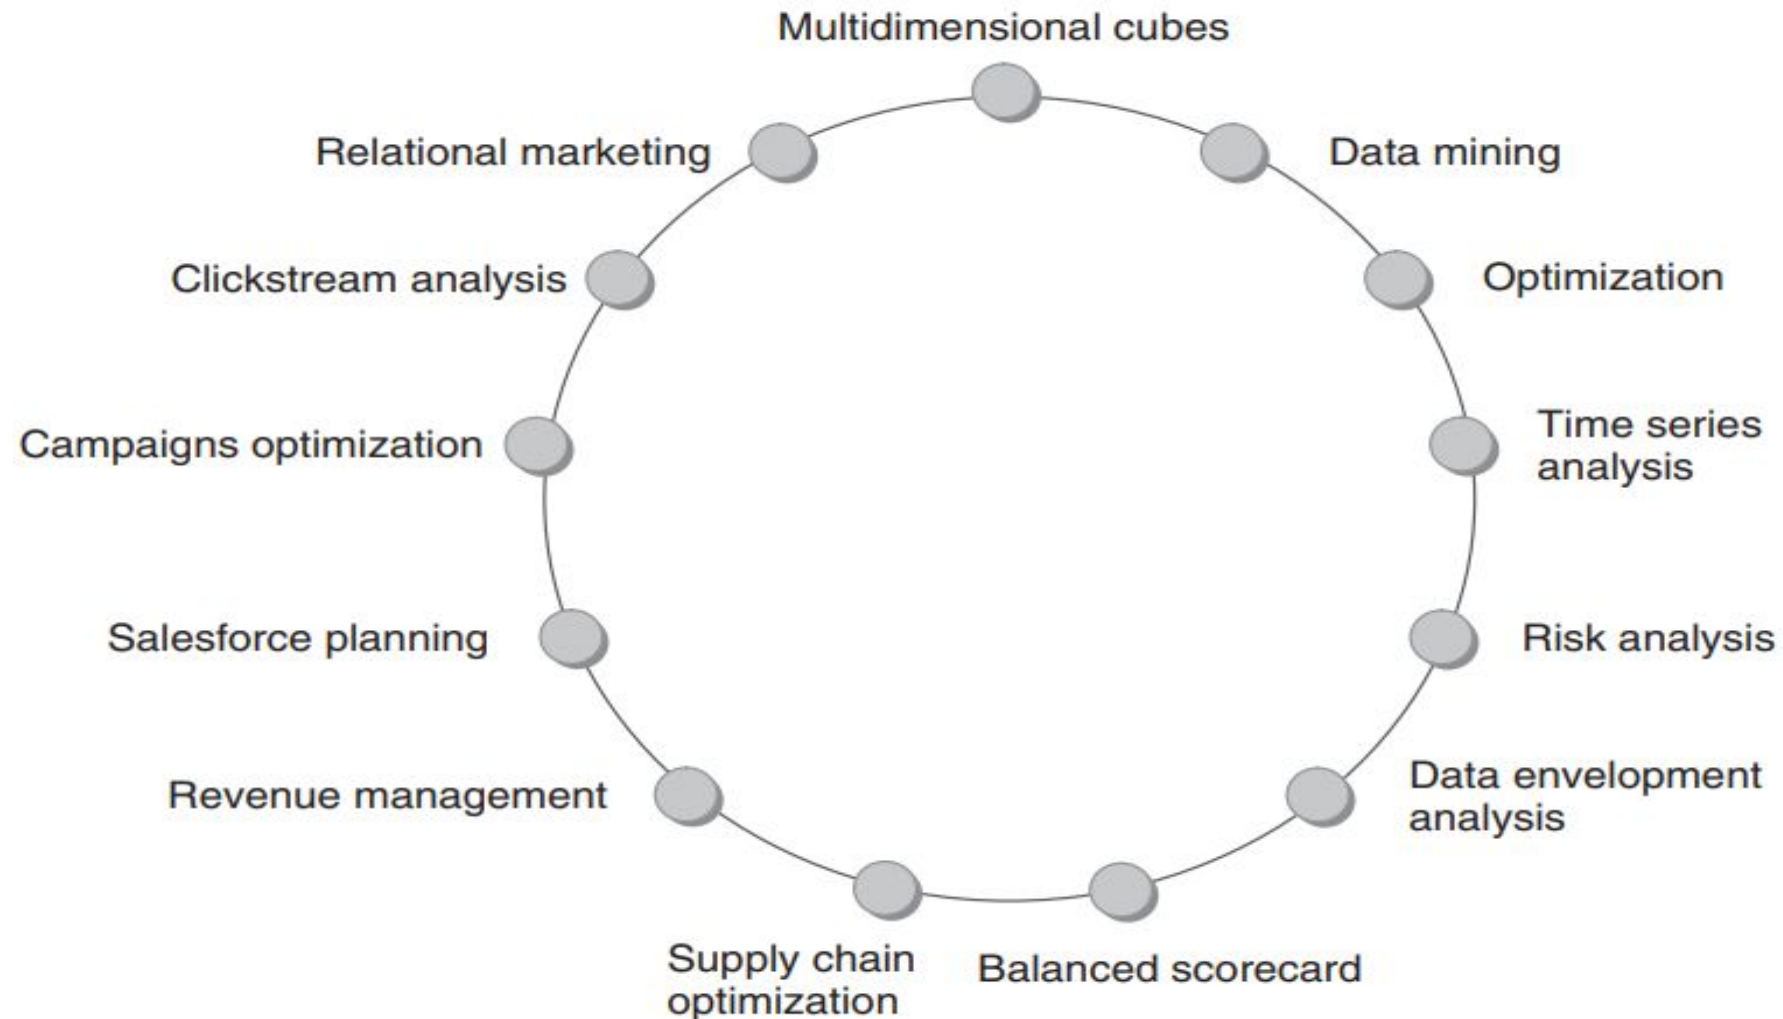 Multidimensional cubes
Relational marketing
Data mining
Clickstream analysis
Optimization
Campaigns optimization
Time series
analysis
Salesforce planning
Risk analysis
Revenue management
Data envelopment
analysis
Supply chain
optimization
Balanced scorecard